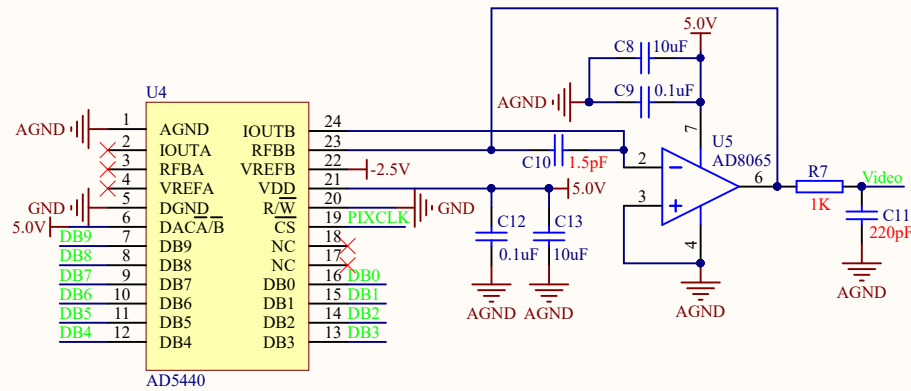 5.0V
C8
10uF
C9
0.1uF
AGND
U4
1
AGND
AGND
IOUTB
24
2
IOUTA
RFBB
23
3
RFBA
VREFB
22
-2.5V
4
VREFA
VDD
21
5.0V
GND
5
DGND
R/W
20
GND
5.0V
6
DACA/B
CS
19
PIXCLK
DB9
7
DB9
NC
18
DB8
8
DB8
NC
17
DB7
9
DB7
DB0
16
DB0
DB6
10
DB6
DB1
15
DB1
DB5
11
DB5
DB2
14
DB2
DB4
12
DB4
DB3
13
DB3
AD5440
C10
1.5pF
C12
0.1uF
AGND
C13
10uF
AGND
7
U5
AD8065
2
3
6
4
AGND
R7
1K
Video
C11
220pF
AGND